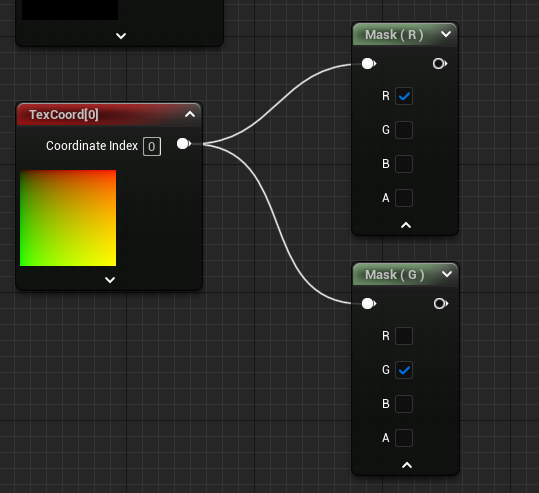 Mask ( R )
R
G
B
A
TexCoord[0]
Coordinate Index 0
Mask ( G )
R
G
B
A